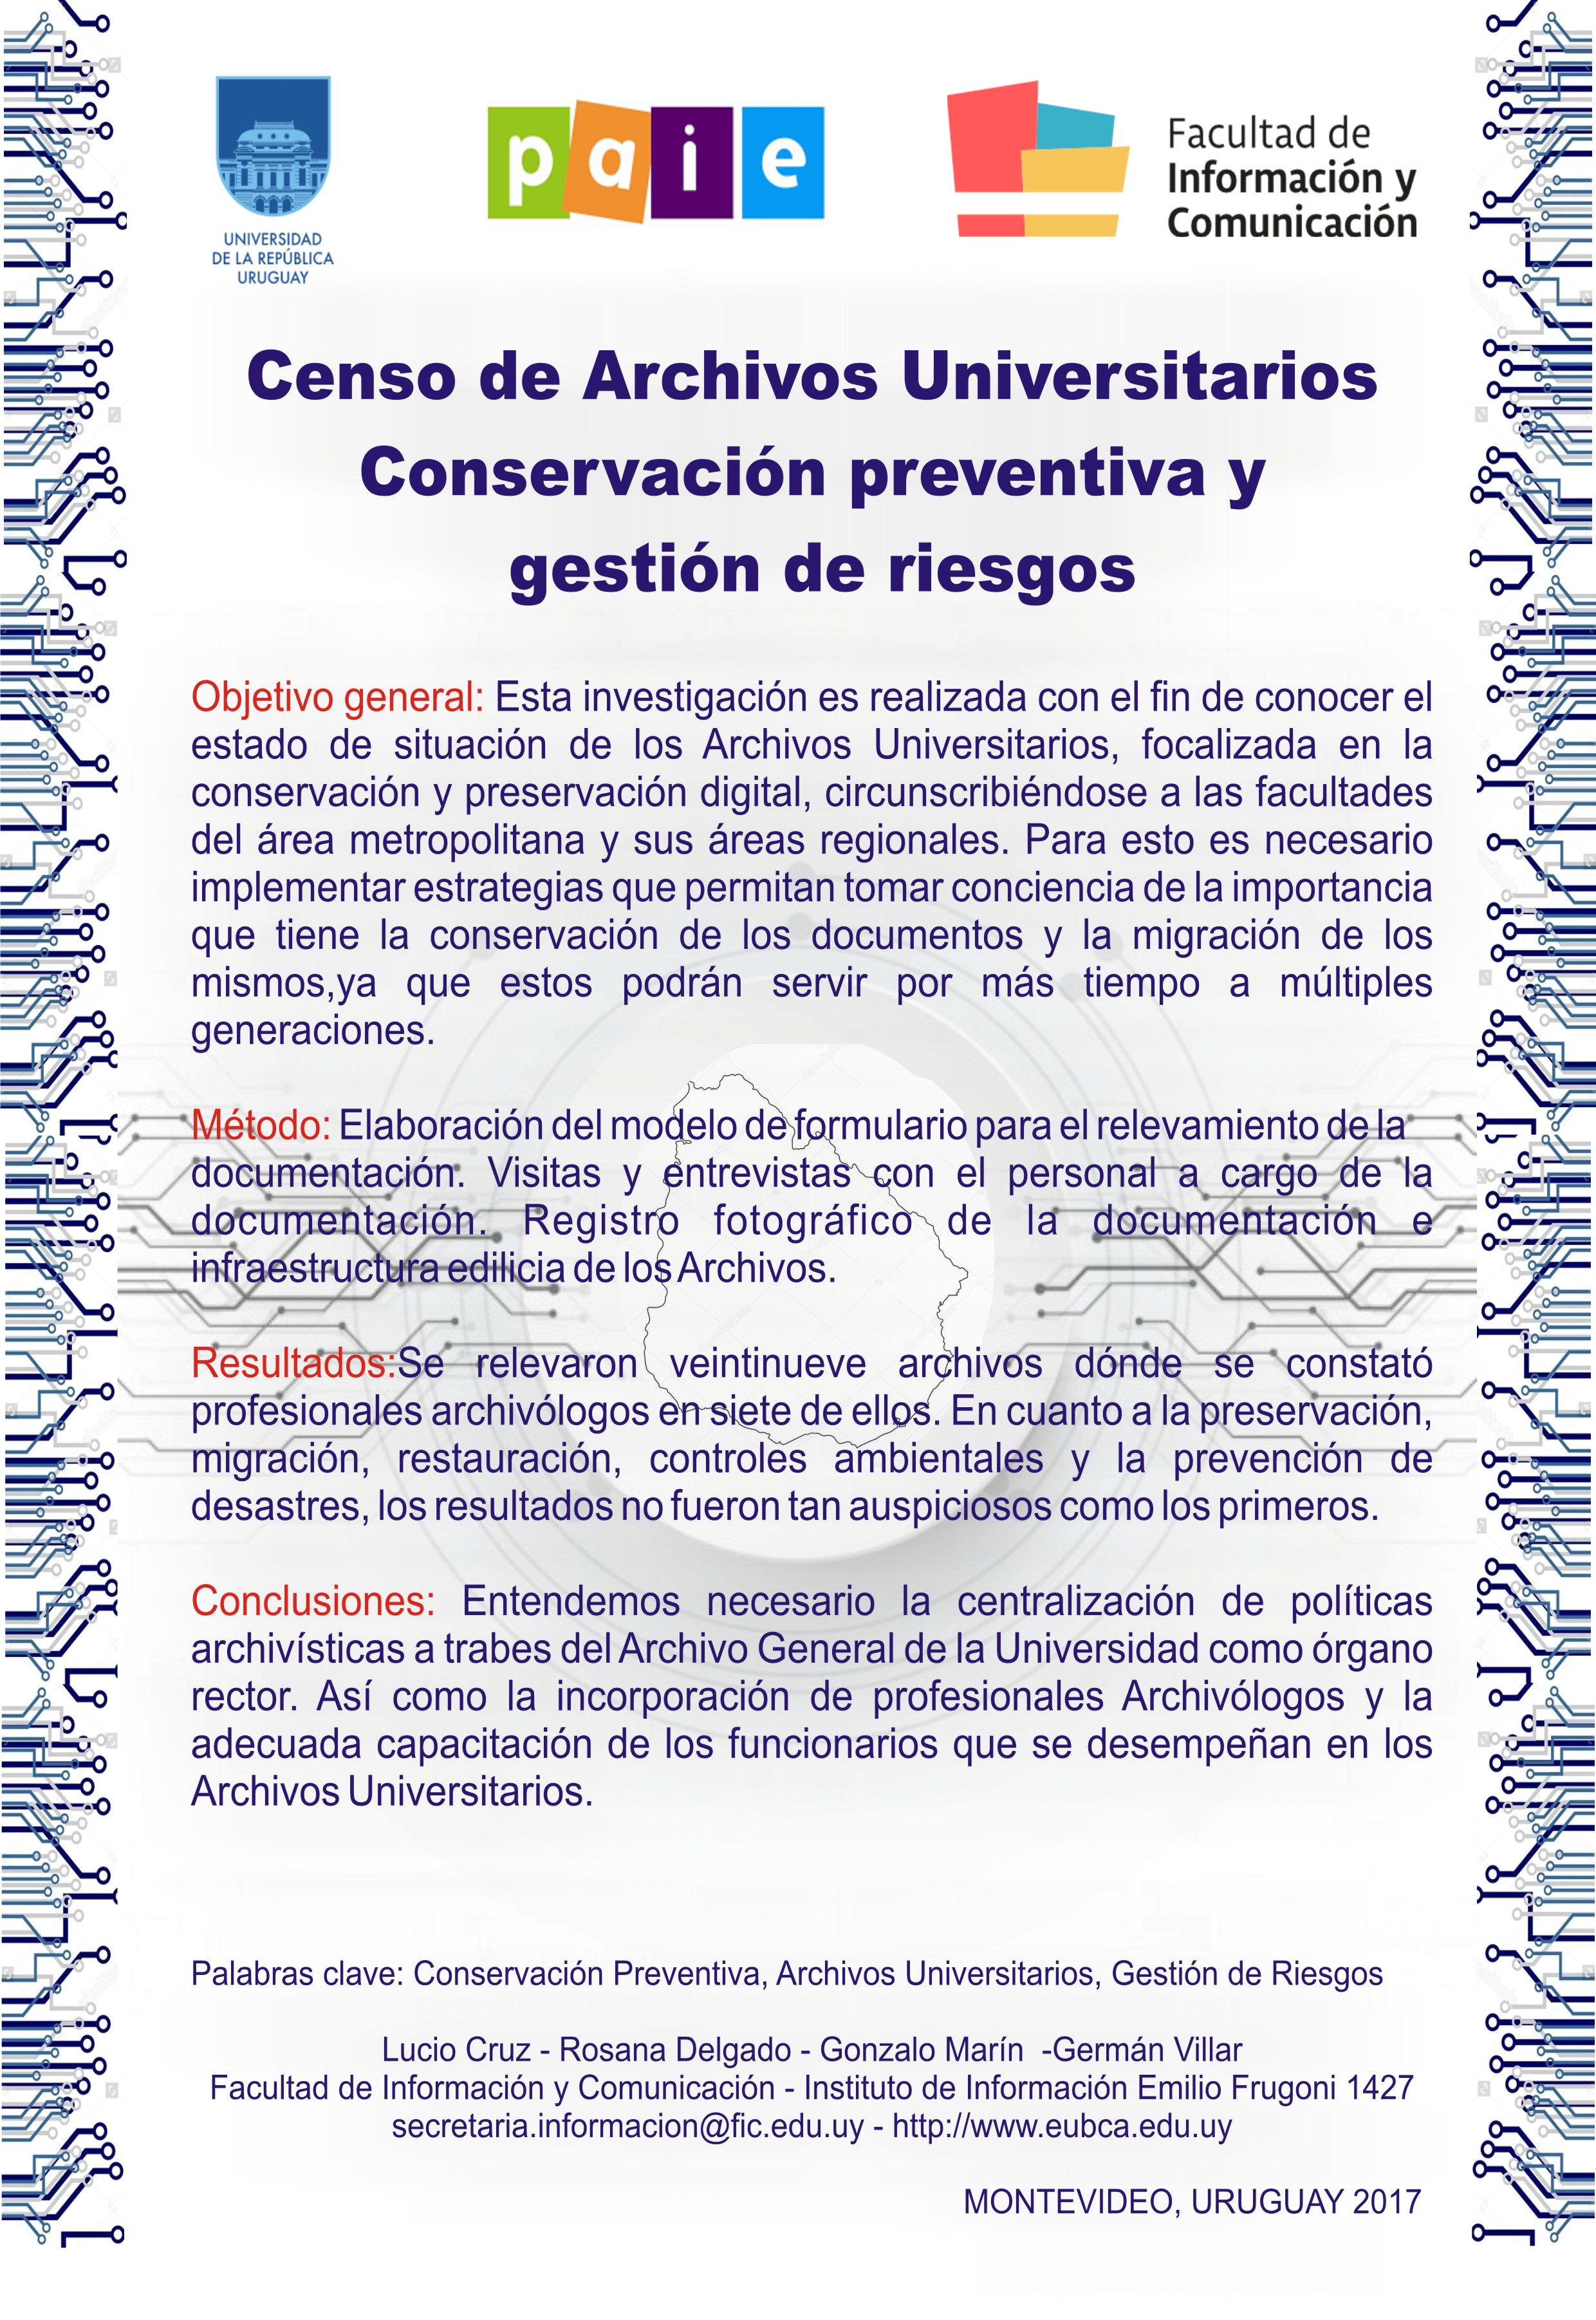 UNIVERSIDAD
DE LA REPÚBLICA
URUGUAY
paie
Facultad de
Información y
Comunicación
Censo de Archivos Universitarios
Conservación preventiva y
gestión de riesgos
Objetivo general: Esta investigación es realizada con el fin de conocer el
estado de situación de los Archivos Universitarios, focalizada en la
conservación y preservación digital, circunscribiéndose a las facultades
del área metropolitana y sus áreas regionales. Para esto es necesario
implementar estrategias que permitan tomar conciencia de la importancia
que tiene la conservación de los documentos y la migración de los
mismos,ya que estos podrán servir por más tiempo a múltiples
generaciones.
Método: Elaboración del modelo de formulario para el relevamiento de la
documentación. Visitas y entrevistas con el personal a cargo de la
documentación. Registro fotográfico de la documentación e
infraestructura edilicia de los Archivos.
Resultados:Se relevaron veintinueve archivos dónde se constató
profesionales archivólogos en siete de ellos. En cuanto a la preservación,
migración, restauración, controles ambientales y la prevención de
desastres, los resultados no fueron tan auspiciosos como los primeros.
Conclusiones: Entendemos necesario la centralización de políticas
archivísticas a trabes del Archivo General de la Universidad como órgano
rector. Así como la incorporación de profesionales Archivólogos y la
adecuada capacitación de los funcionarios que se desempeñan en los
Archivos Universitarios.
Palabras clave: Conservación Preventiva, Archivos Universitarios, Gestión de Riesgos
Lucio Cruz - Rosana Delgado - Gonzalo Marín  -Germán Villar
Facultad de Información y Comunicación - Instituto de Información Emilio Frugoni 1427
secretaria.informacion@fic.edu.uy - http://www.eubca.edu.uy
MONTEVIDEO, URUGUAY 2017